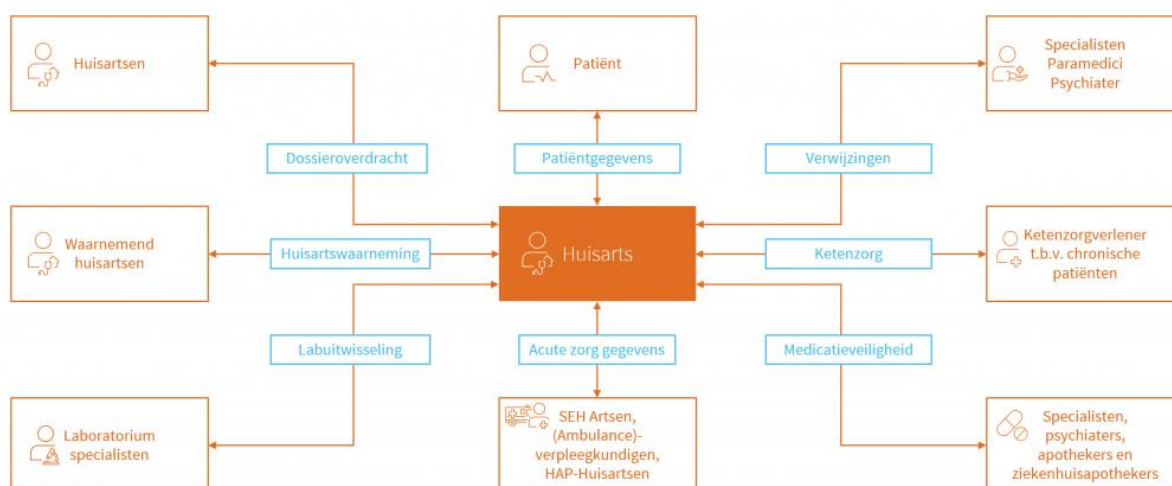 Huisartsen
Patiënt
Specialisten
Paramedici
Psychiater
Dossieroverdracht
Patiëntgegevens
Verwijzingen
Waarnemend
huisartsen
Huisartswaarneming
Huisarts
Ketenzorg
Ketenzorgverlener
t.b.v. chronische
patiënten
Labuitwisseling
Acute zorg gegevens
Medicatieveiligheid
Laboratorium
specialisten
SEH Artsen,
(Ambulance)-
verpleegkundigen,
HAP-Huisartsen
Specialisten,
psychiaters,
apothekers en
ziekenhuisapothekers